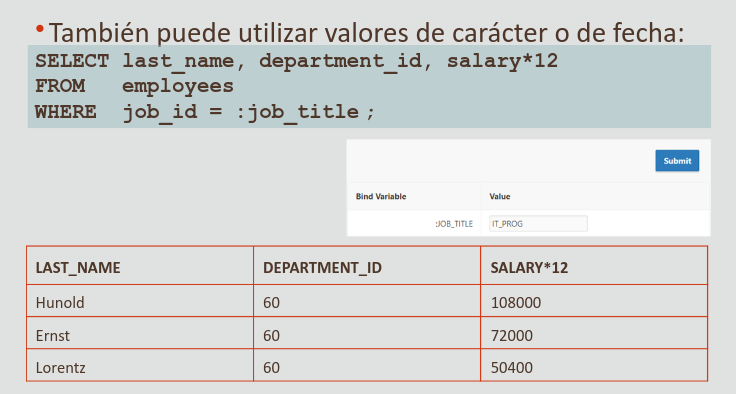 • También puede utilizar valores de carácter o de fecha:
SELECT last_name, department_id, salary*12
FROM employees
WHERE job_id = :job_title ;
Submit
Bind Variable Value
:JOB_TITLE IT_PROG
LAST_NAME DEPARTMENT_ID SALARY*12
Hunold 60 108000
Ernst 60 72000
Lorentz 60 50400